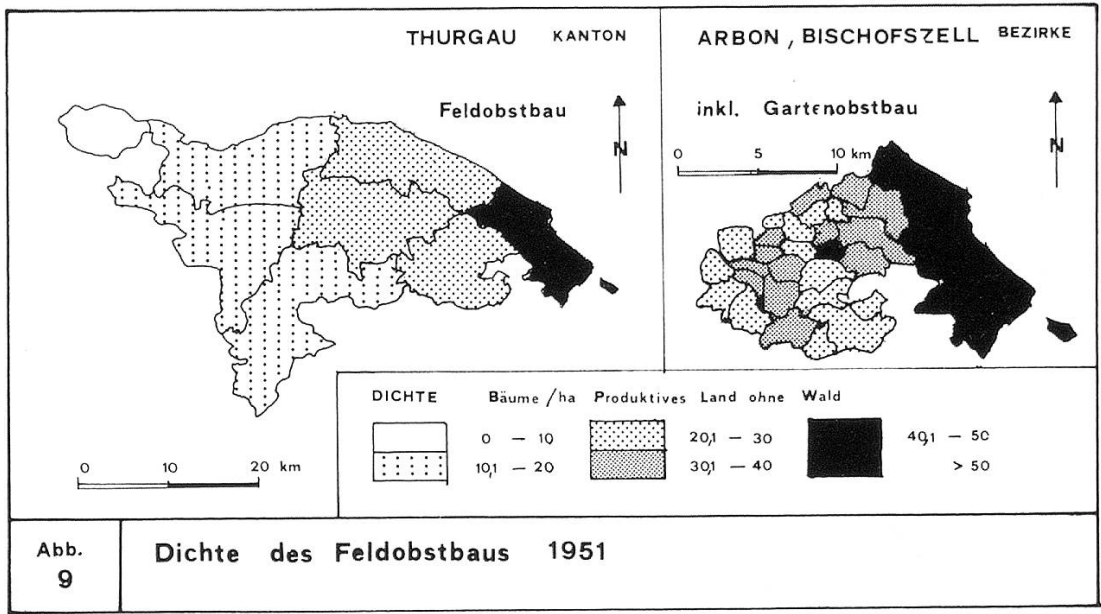 THURGAU KANTON
Feldobstbau
N
0 10 20 km
ARBON, BISCHOFSZELL BEZIRKE
inkl. Gartenobstbau
N
0 5 10 km
DICHTE Bäume/ha Produktives Land ohne Wald
0 – 10 20,1 – 30 40,1 – 50
10,1 – 20 30,1 – 40 > 50
Abb.
9
Dichte des Feldobstbaus 1951